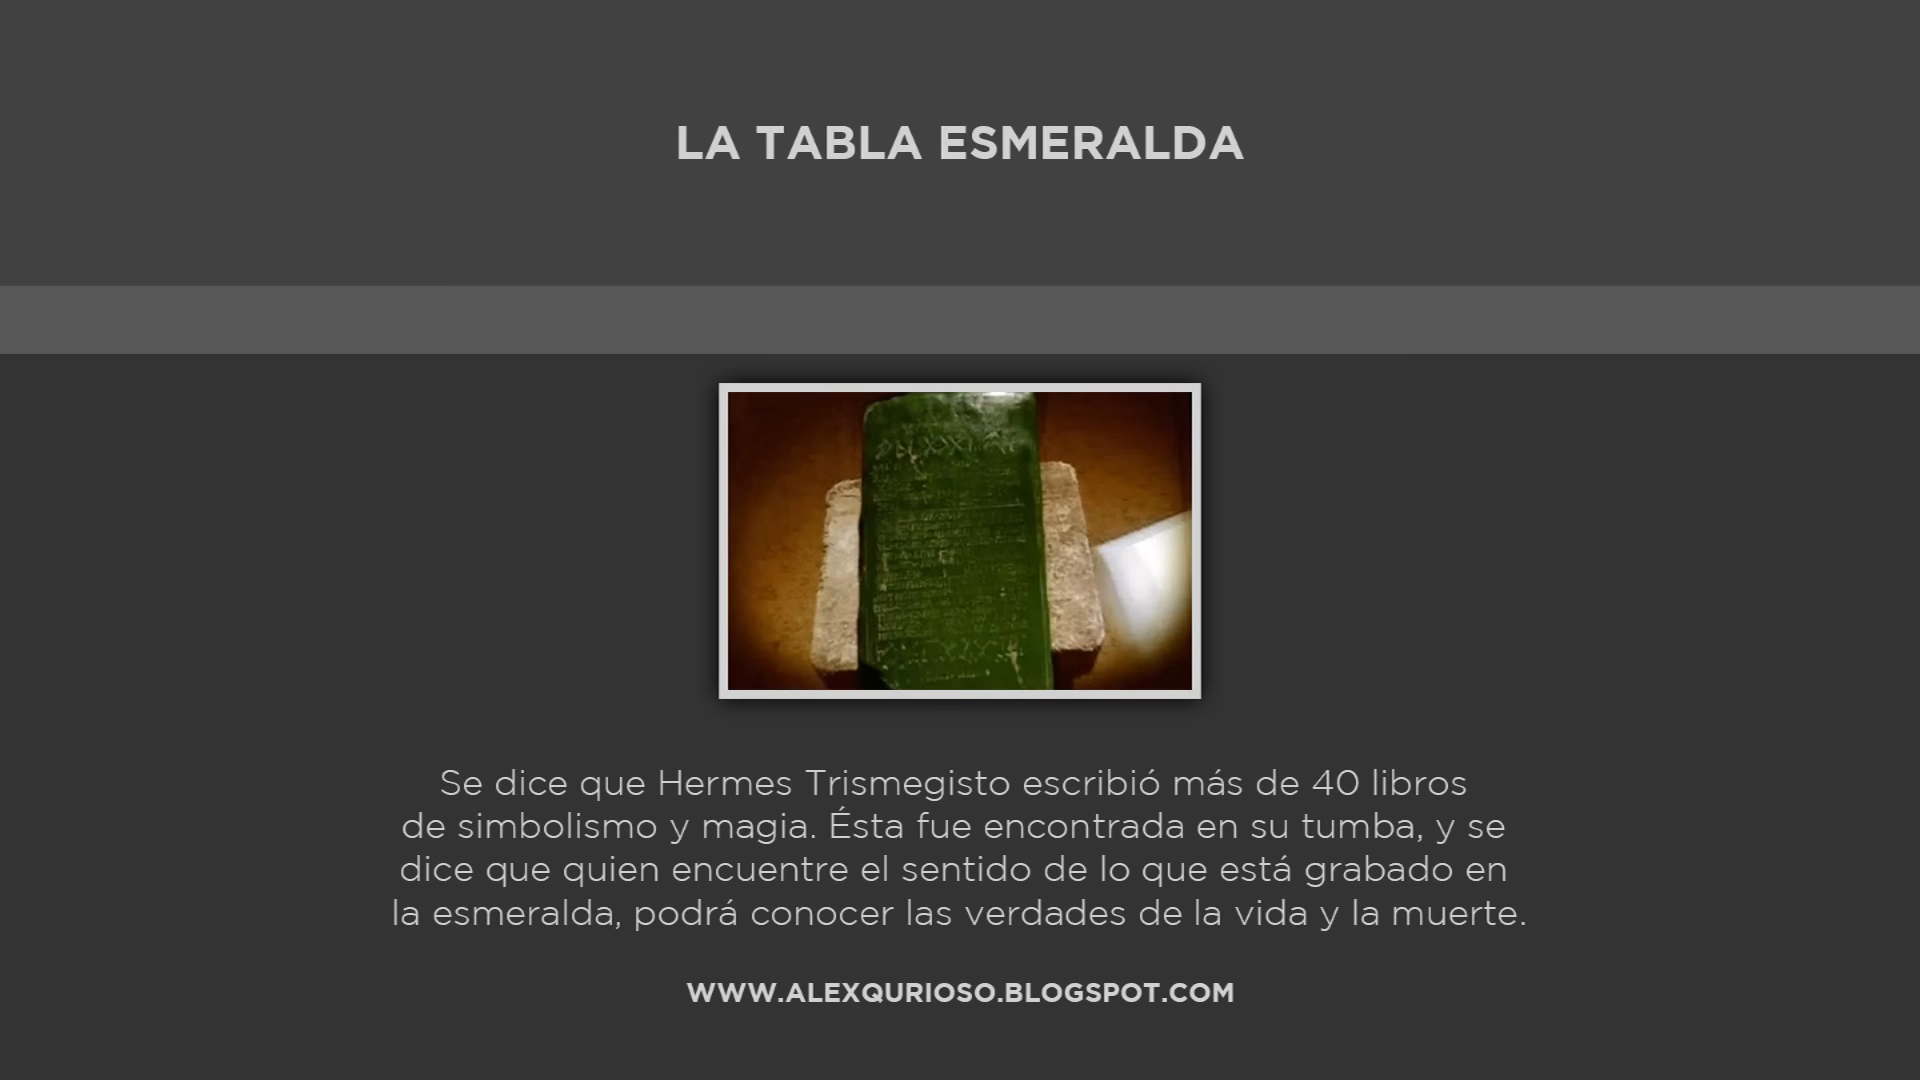 LA TABLA ESMERALDA
Se dice que Hermes Trismegisto escribió más de 40 libros
de simbolismo y magia. Ésta fue encontrada en su tumba, y se
dice que quien encuentre el sentido de lo que está grabado en
la esmeralda, podrá conocer las verdades de la vida y la muerte.
WWW.ALEXQURIOSO.BLOGSPOT.COM